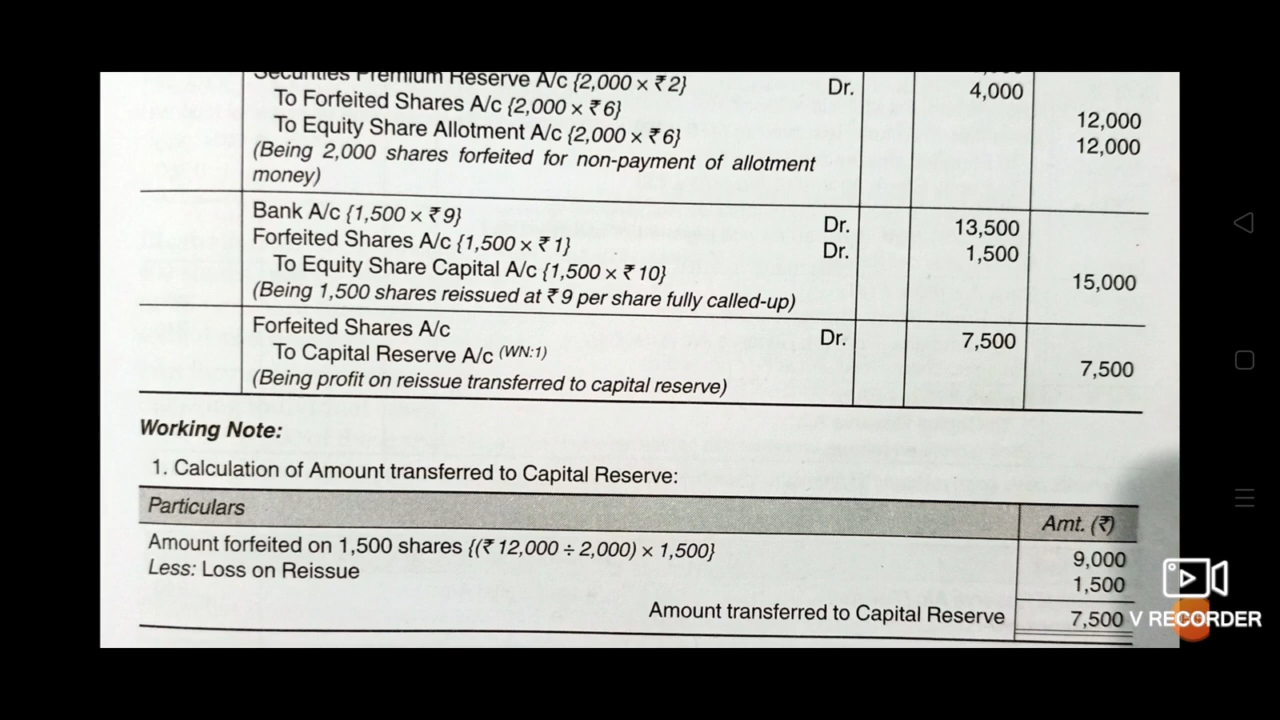 Securities Premium Reserve A/c {2,000 × ₹ 2} Dr. 4,000
To Forfeited Shares A/c {2,000 × ₹ 6} 12,000
To Equity Share Allotment A/c {2,000 × ₹ 6} 12,000
(Being 2,000 shares forfeited for non-payment of allotment
money)
Bank A/c {1,500 × ₹ 9} Dr. 13,500
Forfeited Shares A/c {1,500 × ₹ 1} Dr. 1,500
To Equity Share Capital A/c {1,500 × ₹ 10} 15,000
(Being 1,500 shares reissued at ₹ 9 per share fully called-up)
Forfeited Shares A/c Dr. 7,500
To Capital Reserve A/c (WN:1) 7,500
(Being profit on reissue transferred to capital reserve)
Working Note:
1. Calculation of Amount transferred to Capital Reserve:
Particulars Amt. (₹)
Amount forfeited on 1,500 shares {(₹ 12,000 ÷ 2,000) × 1,500} 9,000
Less: Loss on Reissue 1,500
Amount transferred to Capital Reserve 7,500
V RECORDER